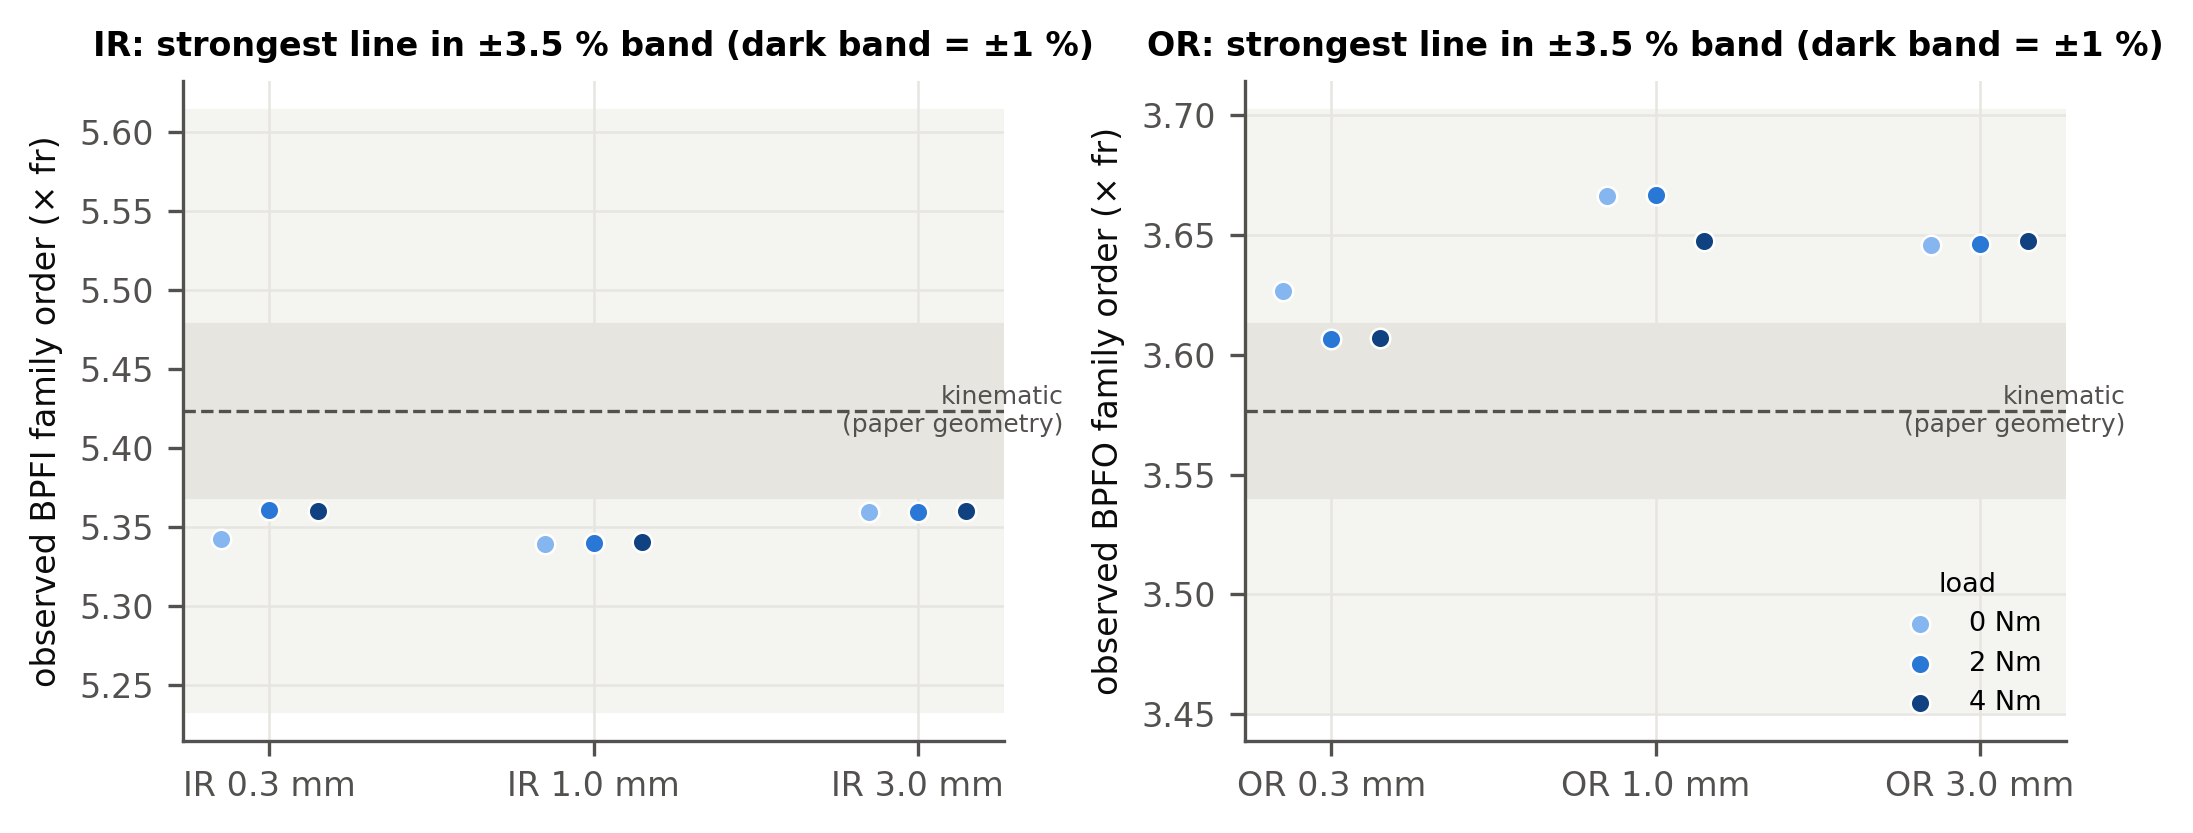 IR: strongest line in ±3.5 % band (dark band = ±1 %)
observed BPFI family order (× fr)
5.60
5.55
5.50
5.45
5.40
5.35
5.30
5.25
kinematic
(paper geometry)
IR 0.3 mm
IR 1.0 mm
IR 3.0 mm
OR: strongest line in ±3.5 % band (dark band = ±1 %)
observed BPFO family order (× fr)
3.70
3.65
3.60
3.55
3.50
3.45
kinematic
(paper geometry)
load
0 Nm
2 Nm
4 Nm
OR 0.3 mm
OR 1.0 mm
OR 3.0 mm